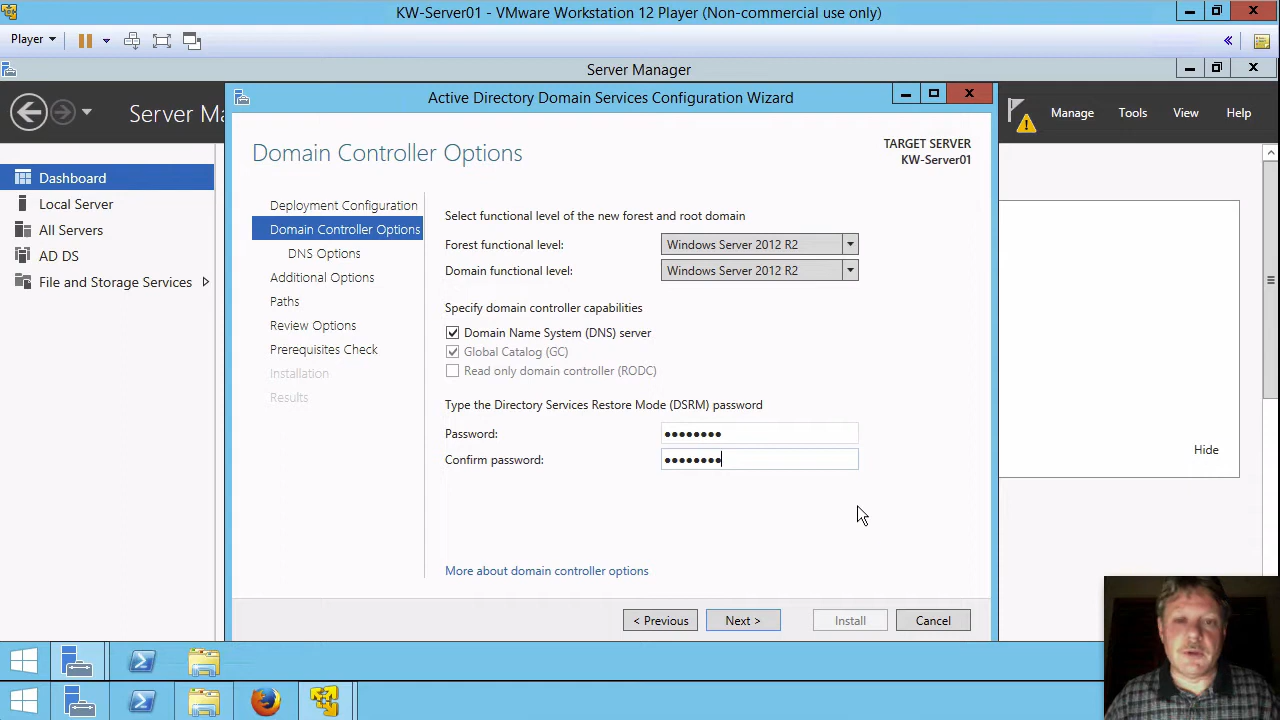 KW-Server01 - VMware Workstation 12 Player (Non-commercial use only)
Player
«
Server Manager
Server Ma
Manage Tools View Help
Active Directory Domain Services Configuration Wizard
Domain Controller Options
TARGET SERVER
KW-Server01
Dashboard
Local Server
All Servers
AD DS
File and Storage Services
Deployment Configuration
Domain Controller Options
DNS Options
Additional Options
Paths
Review Options
Prerequisites Check
Installation
Results
Select functional level of the new forest and root domain
Forest functional level: Windows Server 2012 R2
Domain functional level: Windows Server 2012 R2
Specify domain controller capabilities
Domain Name System (DNS) server
Global Catalog (GC)
Read only domain controller (RODC)
Type the Directory Services Restore Mode (DSRM) password
Password: ●●●●●●●●
Confirm password: ●●●●●●●●
More about domain controller options
Hide
< Previous Next > Install Cancel